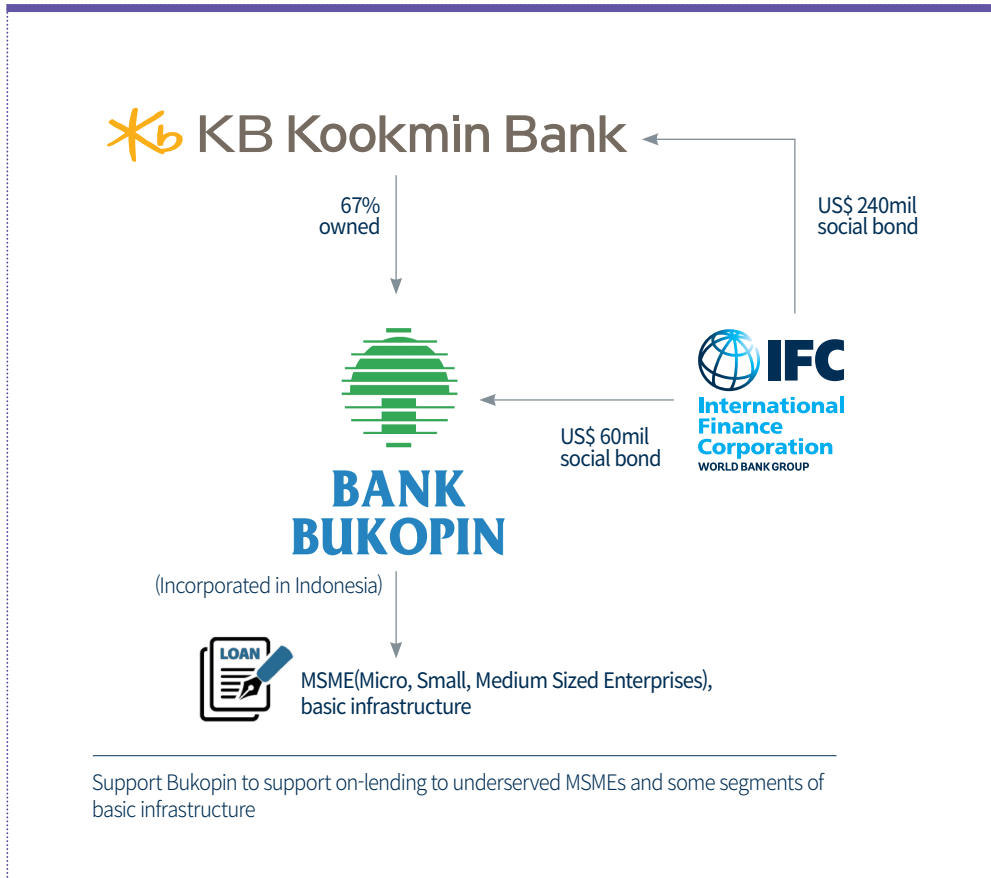 Kb KB Kookmin Bank
67%
owned
US$ 240mil
social bond
IFC
International
Finance
Corporation
WORLD BANK GROUP
US$ 60mil
social bond
BANK
BUKOPIN
(Incorporated in Indonesia)
LOAN
MSME(Micro, Small, Medium Sized Enterprises),
basic infrastructure
Support Bukopin to support on-lending to underserved MSMEs and some segments of
basic infrastructure